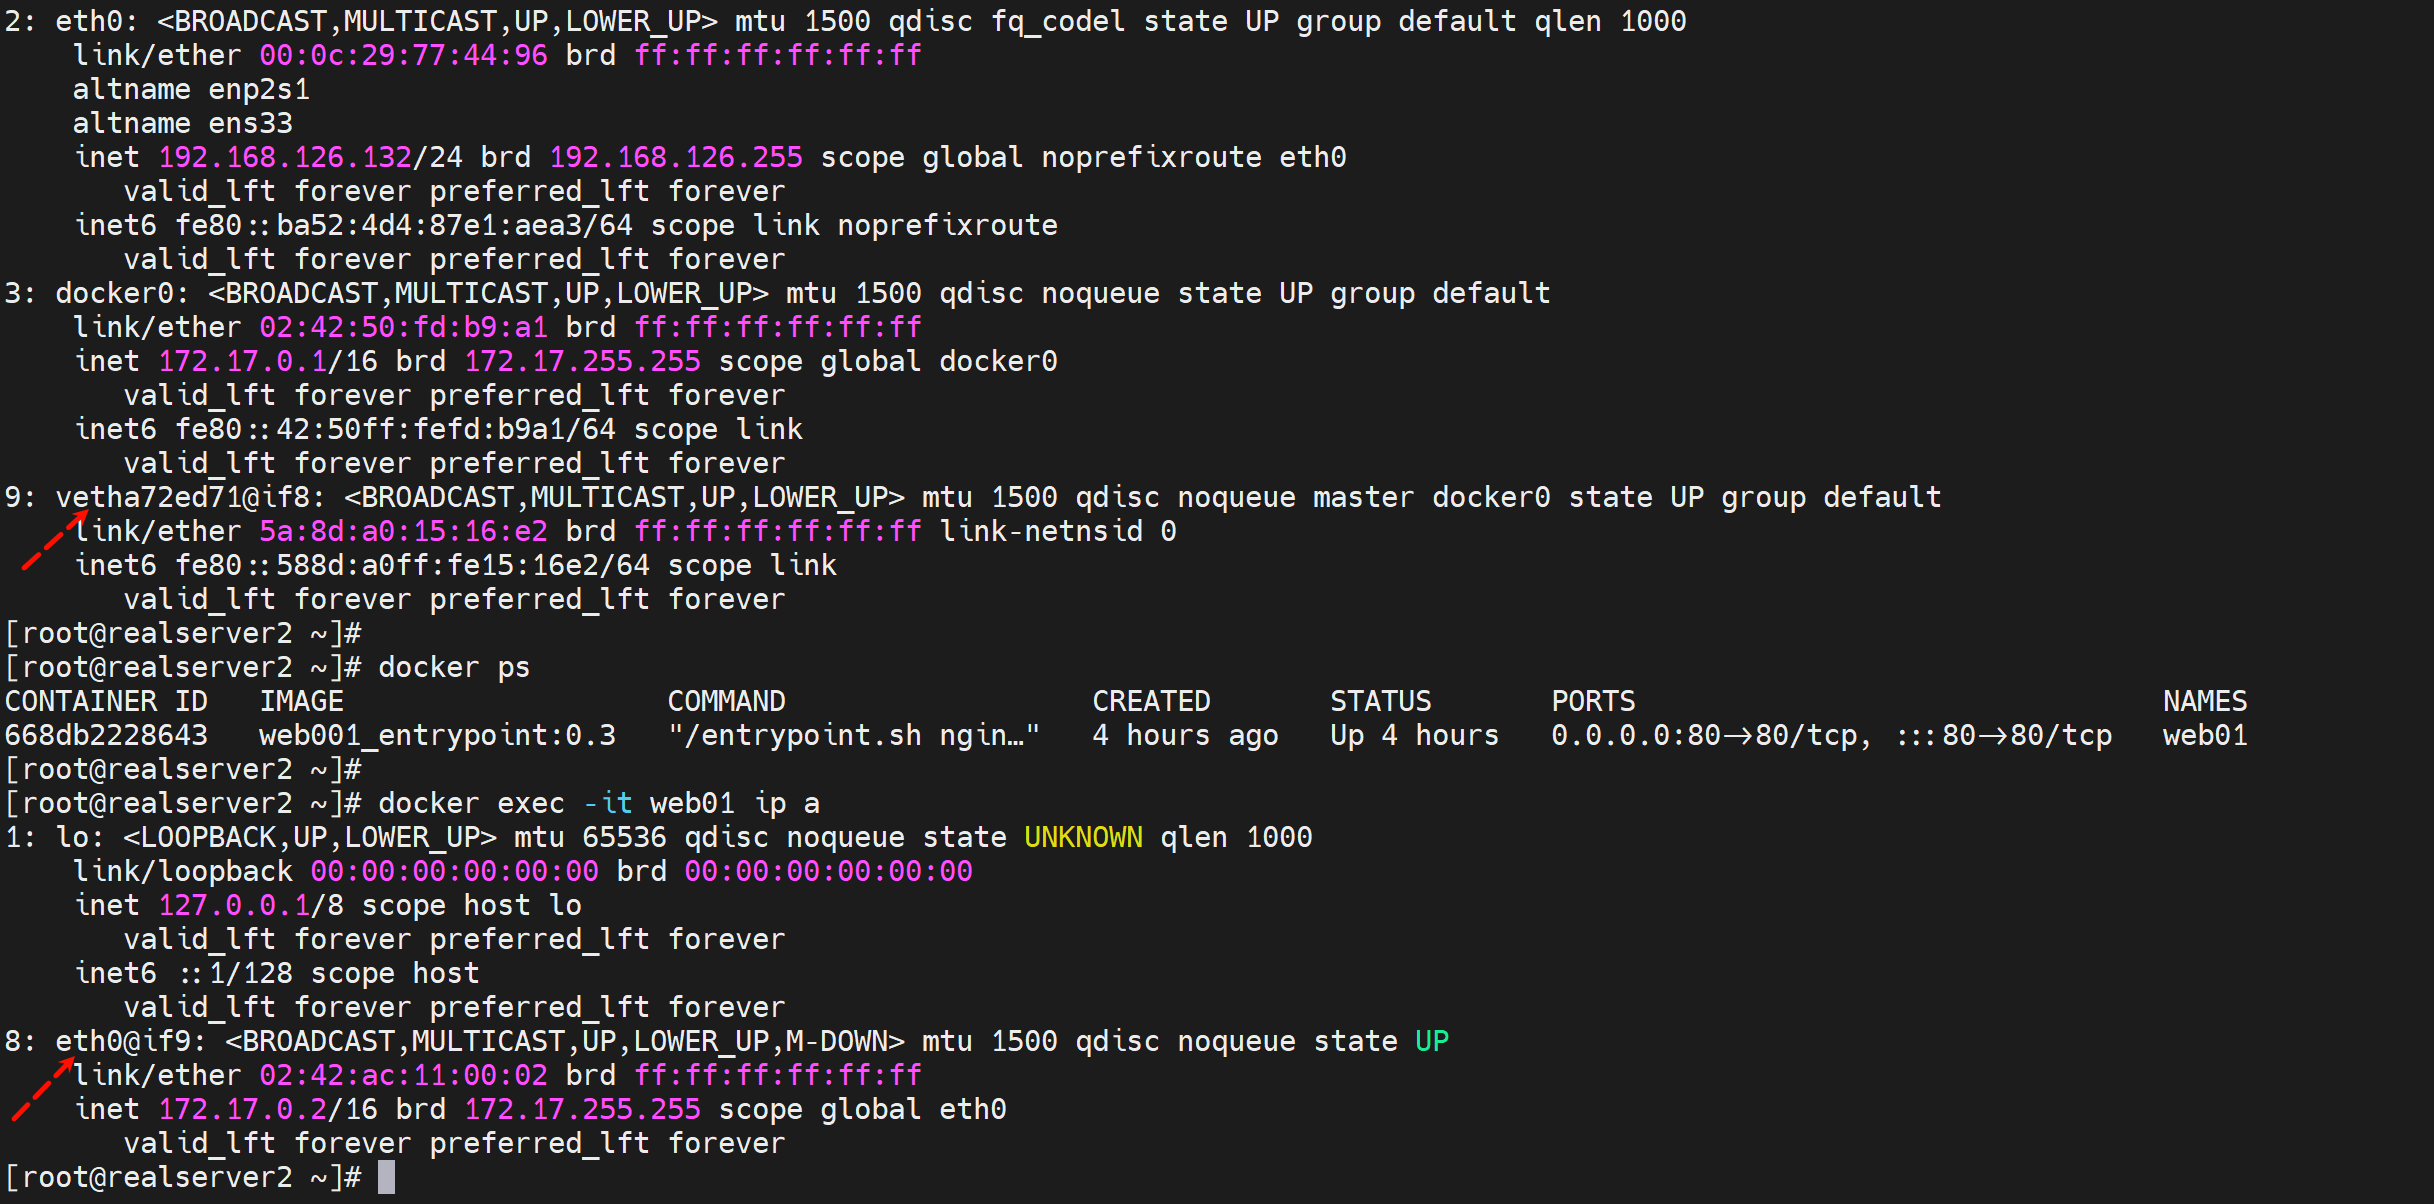 2: eth0: <BROADCAST,MULTICAST,UP,LOWER_UP> mtu 1500 qdisc fq_codel state UP group default qlen 1000
    link/ether 00:0c:29:77:44:96 brd ff:ff:ff:ff:ff:ff
    altname enp2s1
    altname ens33
    inet 192.168.126.132/24 brd 192.168.126.255 scope global noprefixroute eth0
       valid_lft forever preferred_lft forever
    inet6 fe80::ba52:4d4:87e1:aea3/64 scope link noprefixroute
       valid_lft forever preferred_lft forever
3: docker0: <BROADCAST,MULTICAST,UP,LOWER_UP> mtu 1500 qdisc noqueue state UP group default
    link/ether 02:42:50:fd:b9:a1 brd ff:ff:ff:ff:ff:ff
    inet 172.17.0.1/16 brd 172.17.255.255 scope global docker0
       valid_lft forever preferred_lft forever
    inet6 fe80::42:50ff:fefd:b9a1/64 scope link
       valid_lft forever preferred_lft forever
9: vetha72ed71@if8: <BROADCAST,MULTICAST,UP,LOWER_UP> mtu 1500 qdisc noqueue master docker0 state UP group default
    link/ether 5a:8d:a0:15:16:e2 brd ff:ff:ff:ff:ff:ff link-netnsid 0
    inet6 fe80::588d:a0ff:fe15:16e2/64 scope link
       valid_lft forever preferred_lft forever
[root@realserver2 ~]#
[root@realserver2 ~]# docker ps
CONTAINER ID   IMAGE                   COMMAND                  CREATED       STATUS       PORTS                               NAMES
668db2228643   web001_entrypoint:0.3   "/entrypoint.sh ngin…"   4 hours ago   Up 4 hours   0.0.0.0:80->80/tcp, :::80->80/tcp   web01
[root@realserver2 ~]#
[root@realserver2 ~]# docker exec -it web01 ip a
1: lo: <LOOPBACK,UP,LOWER_UP> mtu 65536 qdisc noqueue state UNKNOWN qlen 1000
    link/loopback 00:00:00:00:00:00 brd 00:00:00:00:00:00
    inet 127.0.0.1/8 scope host lo
       valid_lft forever preferred_lft forever
    inet6 ::1/128 scope host
       valid_lft forever preferred_lft forever
8: eth0@if9: <BROADCAST,MULTICAST,UP,LOWER_UP,M-DOWN> mtu 1500 qdisc noqueue state UP
    link/ether 02:42:ac:11:00:02 brd ff:ff:ff:ff:ff:ff
    inet 172.17.0.2/16 brd 172.17.255.255 scope global eth0
       valid_lft forever preferred_lft forever
[root@realserver2 ~]#